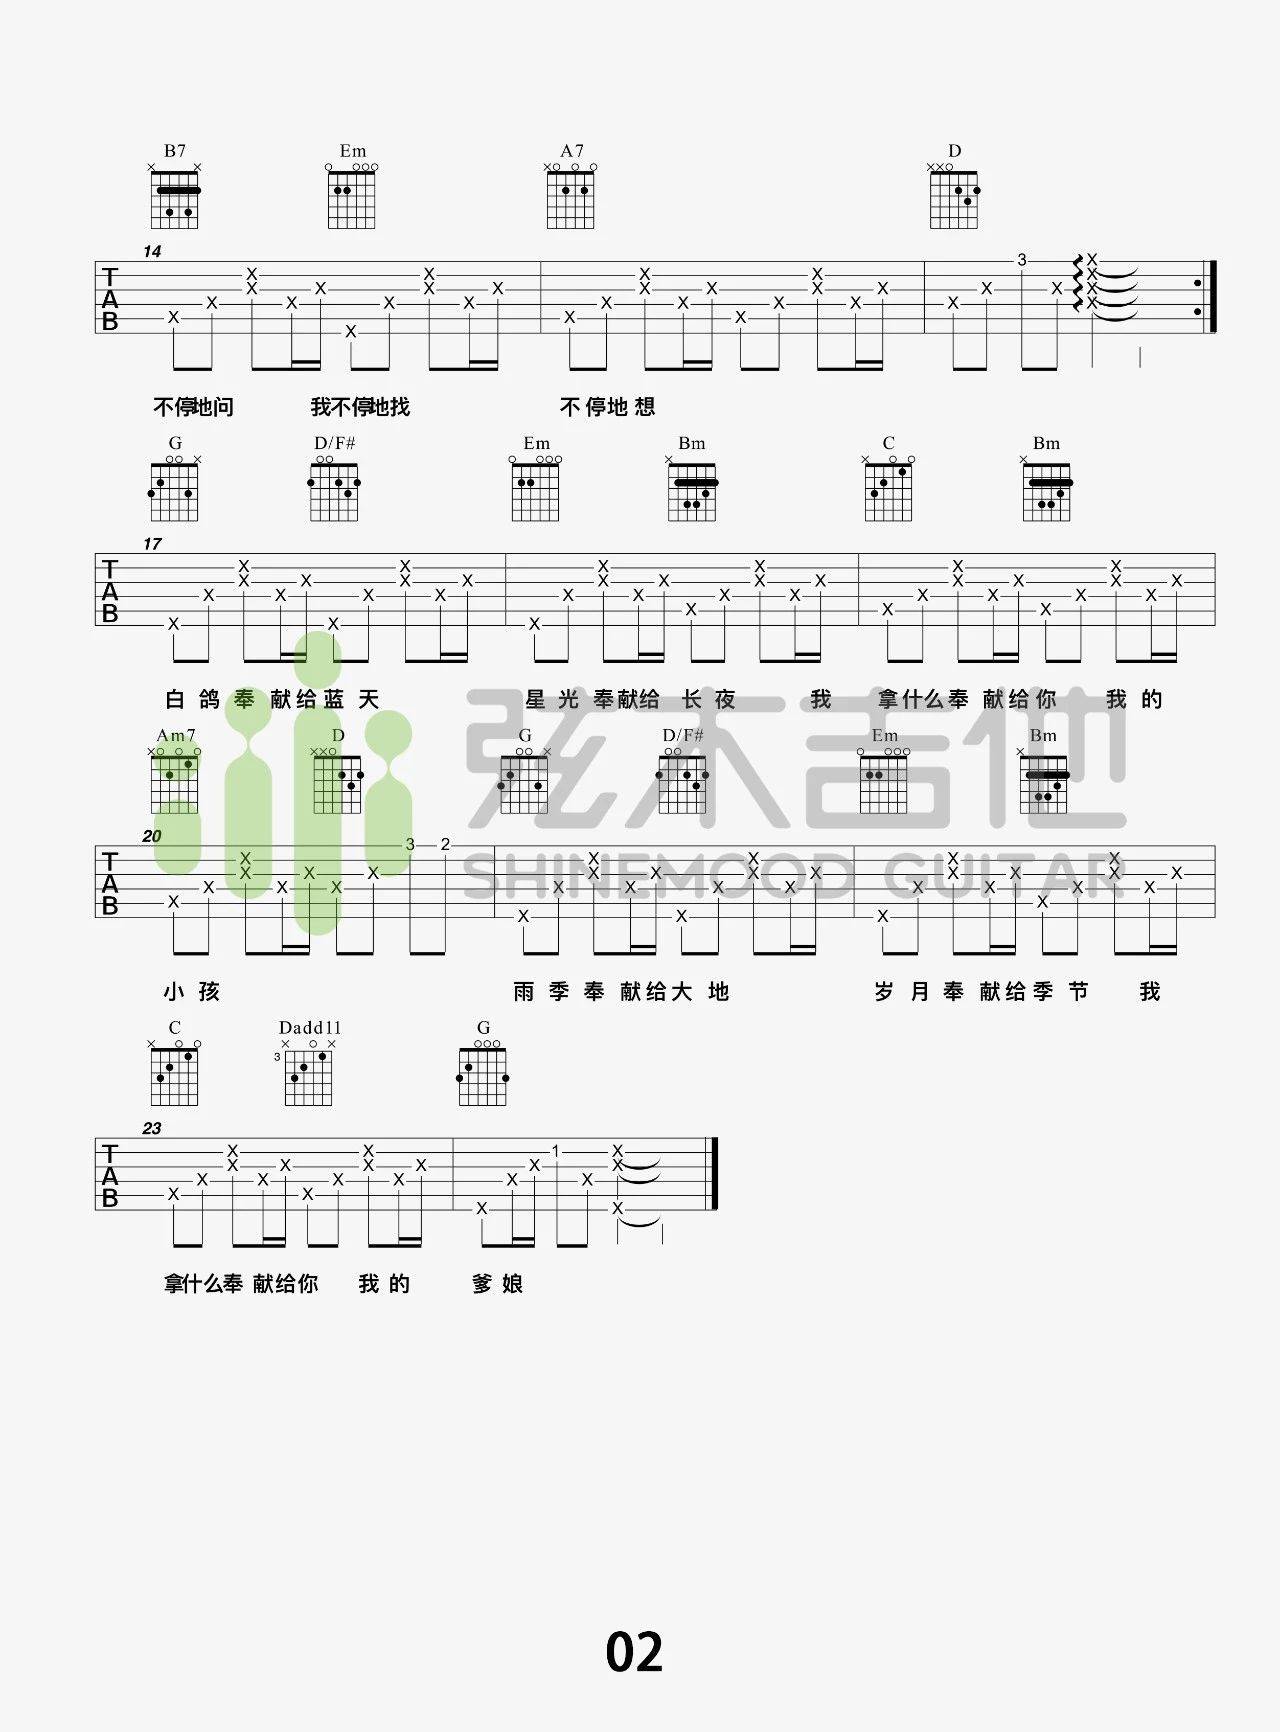 B7 Em A7 D
14
T A B
3
不停地问 我不停地找 不停地想
G D/F# Em Bm C Bm
17
T A B
白鸽奉献给蓝天 星光奉献给长夜 我拿什么奉献给你 我的
弦木吉他
Am7 D G D/F# Em Bm
20
3 2
T A B
SHINEMOOD GUITAR
小孩 雨季奉献给大地 岁月奉献给季节 我
C Dadd11 G
3
23
T A B
1
拿什么奉献给你 我的 爹娘
02